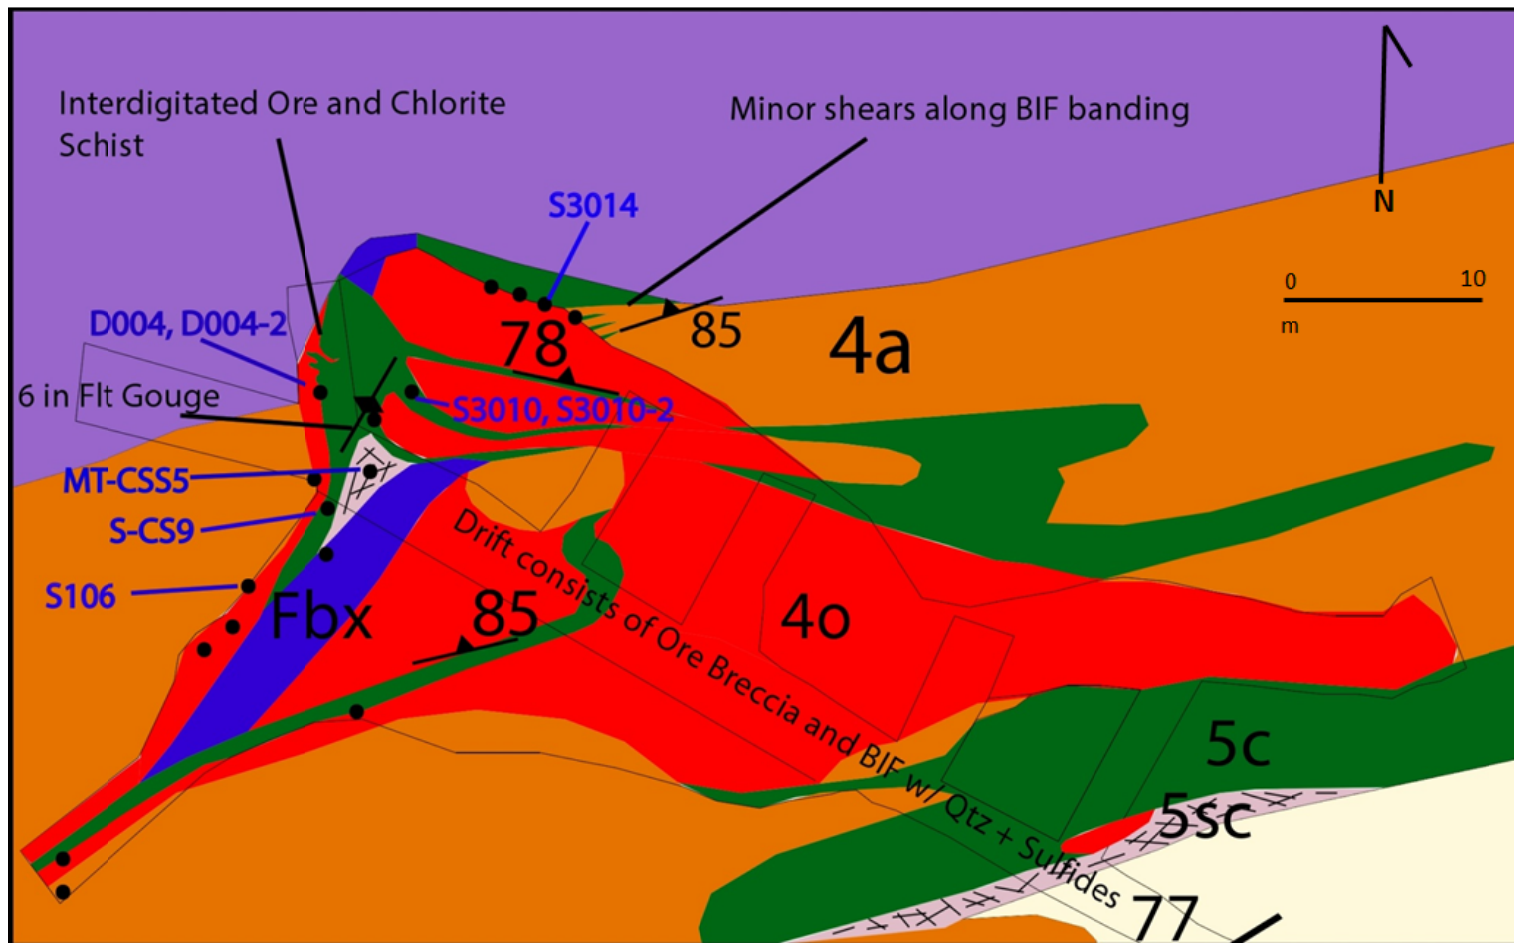 Interdigitated Ore and Chlorite
Schist
Minor shears along BIF banding
S3014
N
0
10
m
D004, D004-2
78
85
4a
6 in Flt Gouge
S3010, S3010-2
MT-CSS5
S-CS9
S106
Fbx
85
4o
Drift consists of Ore Breccia and BIF w/ Qtz + Sulfides
5c
5sc
77